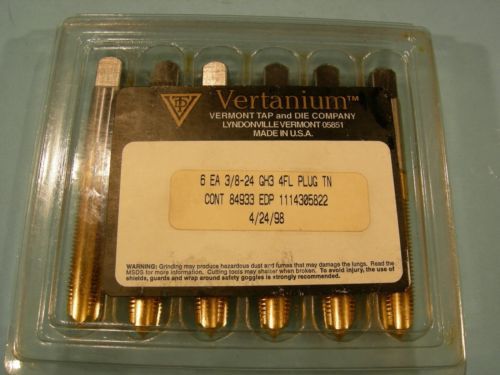 Vertanium™
VERMONT TAP and DIE COMPANY
LYNDONVILLE VERMONT 05851
MADE IN U.S.A.
6 EA 3/8-24 GH3 4FL PLUG TN
CONT 84933 EDP 1114305822
4/24/98
WARNING: Grinding may produce hazardous dust and fumes that may damage the lungs. Read the
MSDS for more information. Cutting tools may shatter when broken. To avoid injury, the use of
shields, guards and wrap around safety goggles is strongly recommended.